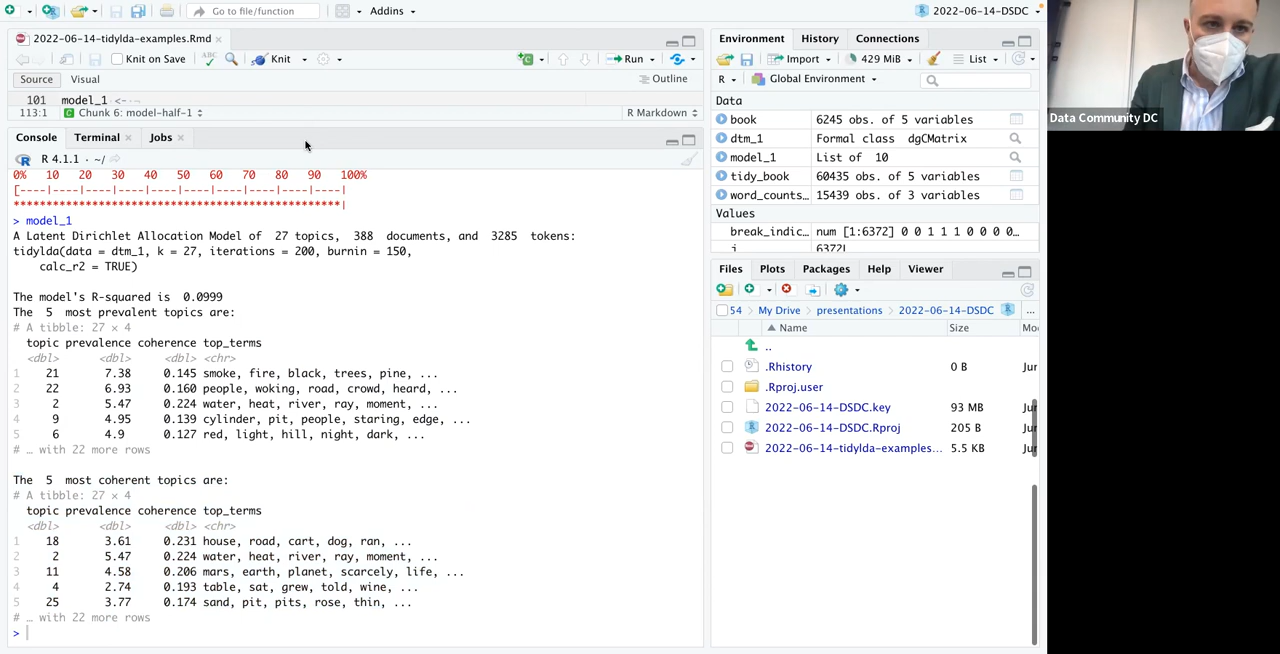 Go to file/function
Addins
2022-06-14-DSDC
2022-06-14-tidylda-examples.Rmd
Knit on Save
ABC
Knit
Run
Source
Visual
Outline
101 model_1 <-
113:1
Chunk 6: model-half-1
R Markdown
Console
Terminal
Jobs
R 4.1.1 · ~/
0% 10 20 30 40 50 60 70 80 90 100%
[----|----|----|----|----|----|----|----|----|----|
**************************************************|
> model_1
A Latent Dirichlet Allocation Model of 27 topics, 388 documents, and 3285 tokens:
tidylda(data = dtm_1, k = 27, iterations = 200, burnin = 150,
calc_r2 = TRUE)
The model's R-squared is 0.0999
The 5 most prevalent topics are:
# A tibble: 27 × 4
topic prevalence coherence top_terms
<dbl> <dbl> <dbl> <chr>
1 21 7.38 0.145 smoke, fire, black, trees, pine, ...
2 22 6.93 0.160 people, woking, road, crowd, heard, ...
3 2 5.47 0.224 water, heat, river, ray, moment, ...
4 9 4.95 0.139 cylinder, pit, people, staring, edge, ...
5 6 4.9 0.127 red, light, hill, night, dark, ...
# … with 22 more rows
The 5 most coherent topics are:
# A tibble: 27 × 4
topic prevalence coherence top_terms
<dbl> <dbl> <dbl> <chr>
1 18 3.61 0.231 house, road, cart, dog, ran, ...
2 2 5.47 0.224 water, heat, river, ray, moment, ...
3 11 4.58 0.206 mars, earth, planet, scarcely, life, ...
4 4 2.74 0.193 table, sat, grew, told, wine, ...
5 25 3.77 0.174 sand, pit, pits, rose, thin, ...
# … with 22 more rows
>
Environment
History
Connections
Import
429 MiB
List
R
Global Environment
Data
book 6245 obs. of 5 variables
dtm_1 Formal class dgCMatrix
model_1 List of 10
tidy_book 60435 obs. of 5 variables
word_counts… 15439 obs. of 3 variables
Values
break_indic… num [1:6372] 0 0 1 1 1 0 0 0 0…
i 6372L
Files
Plots
Packages
Help
Viewer
54
My Drive
presentations
2022-06-14-DSDC
...
Name
Size
Mo
..
.Rhistory 0 B Jur
.Rproj.user
2022-06-14-DSDC.key 93 MB Jur
2022-06-14-DSDC.Rproj 205 B Jur
2022-06-14-tidylda-examples… 5.5 KB Jur
Data Community DC